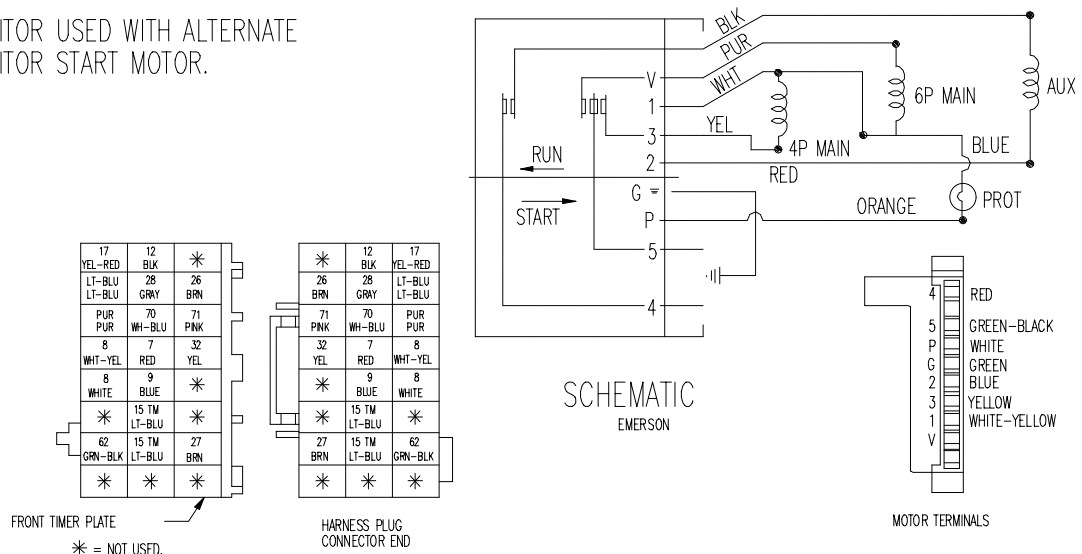 ITOR USED WITH ALTERNATE
ITOR START MOTOR.
BLK
PUR
WHT
YEL
V
1
3
2
G
P
5
4
RUN
START
4P MAIN
6P MAIN
AUX
RED
BLUE
ORANGE
PROT
SCHEMATIC
EMERSON
17 12 ✳
YEL-RED BLK
LT-BLU 28 26
LT-BLU GRAY BRN
PUR 70 71
PUR WH-BLU PINK
8 7 32
WHT-YEL RED YEL
8 9 ✳
WHITE BLUE
✳ 15 TM ✳
LT-BLU
62 15 TM 27
GRN-BLK LT-BLU BRN
✳ ✳ ✳
FRONT TIMER PLATE
✳ = NOT USED.
✳ 12 17
BLK YEL-RED
26 28 LT-BLU
BRN GRAY LT-BLU
71 70 PUR
PINK WH-BLU PUR
32 7 8
YEL RED WHT-YEL
✳ 9 8
BLUE WHITE
✳ 15 TM ✳
LT-BLU
27 15 TM 62
BRN LT-BLU GRN-BLK
✳ ✳ ✳
HARNESS PLUG
CONNECTOR END
4 RED
5 GREEN-BLACK
P WHITE
G GREEN
2 BLUE
3 YELLOW
1 WHITE-YELLOW
V
MOTOR TERMINALS